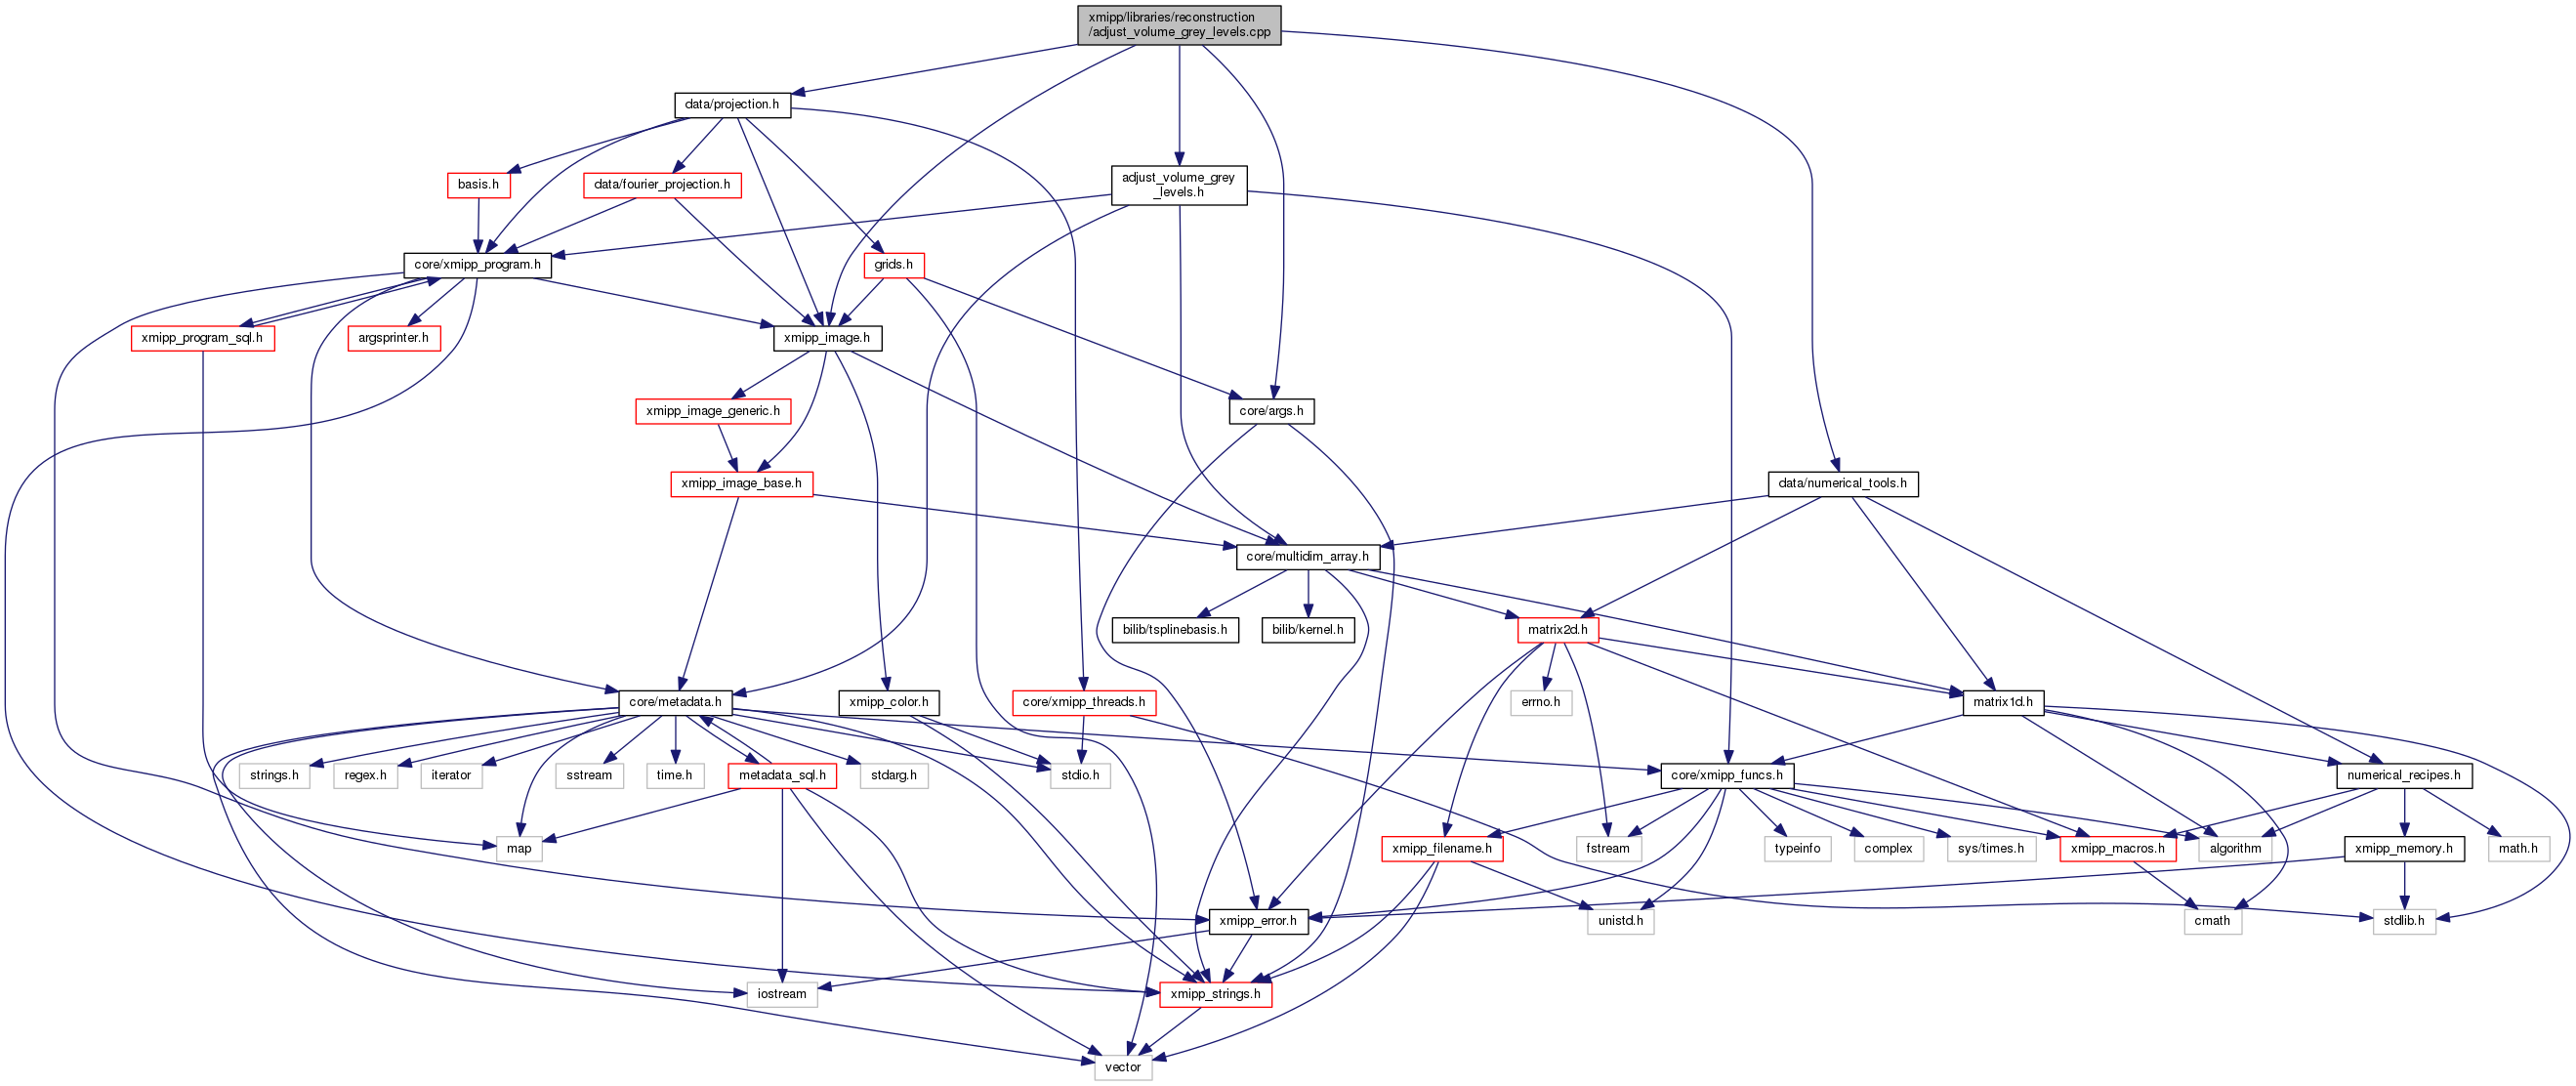 xmipp/libraries/reconstruction
/adjust_volume_grey_levels.cpp
data/projection.h
basis.h
data/fourier_projection.h
adjust_volume_grey
_levels.h
core/xmipp_program.h
grids.h
xmipp_program_sql.h
argsprinter.h
xmipp_image.h
xmipp_image_generic.h
core/args.h
xmipp_image_base.h
data/numerical_tools.h
core/multidim_array.h
bilib/tsplinebasis.h
bilib/kernel.h
matrix2d.h
core/metadata.h
xmipp_color.h
core/xmipp_threads.h
errno.h
matrix1d.h
strings.h
regex.h
iterator
sstream
time.h
metadata_sql.h
stdarg.h
stdio.h
core/xmipp_funcs.h
numerical_recipes.h
map
xmipp_filename.h
fstream
typeinfo
complex
sys/times.h
xmipp_macros.h
algorithm
xmipp_memory.h
math.h
xmipp_error.h
unistd.h
cmath
stdlib.h
iostream
xmipp_strings.h
vector